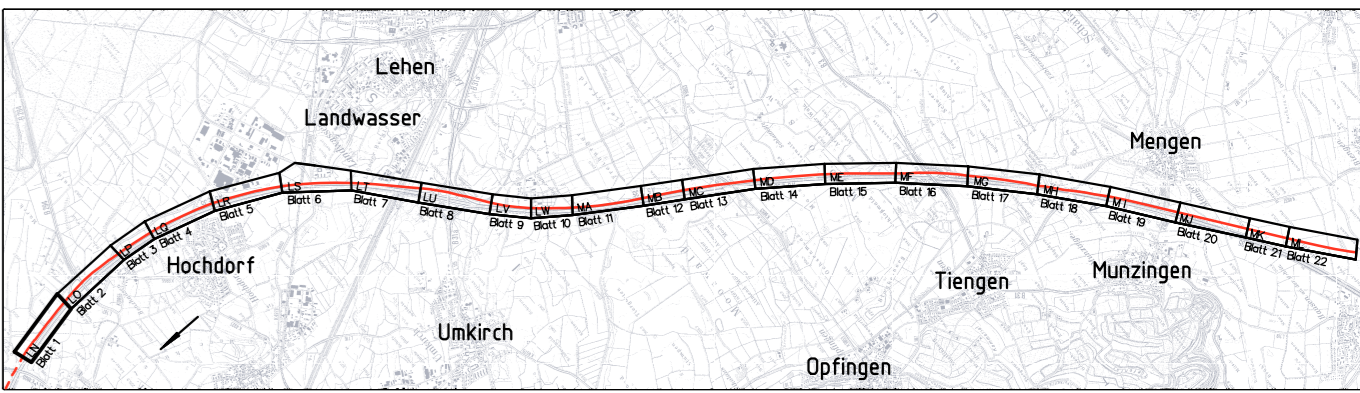 Lehen
Landwasser
Mengen
Hochdorf
Tiengen
Munzingen
Umkirch
Opfingen
LN
Blatt 1
LO
Blatt 2
LP
Blatt 3
LQ
Blatt 4
LR
Blatt 5
LS
Blatt 6
LT
Blatt 7
LU
Blatt 8
LV
Blatt 9
LW
Blatt 10
MA
Blatt 11
MB
Blatt 12
MC
Blatt 13
MD
Blatt 14
ME
Blatt 15
MF
Blatt 16
MG
Blatt 17
MH
Blatt 18
MI
Blatt 19
MJ
Blatt 20
MK
Blatt 21
ML
Blatt 22